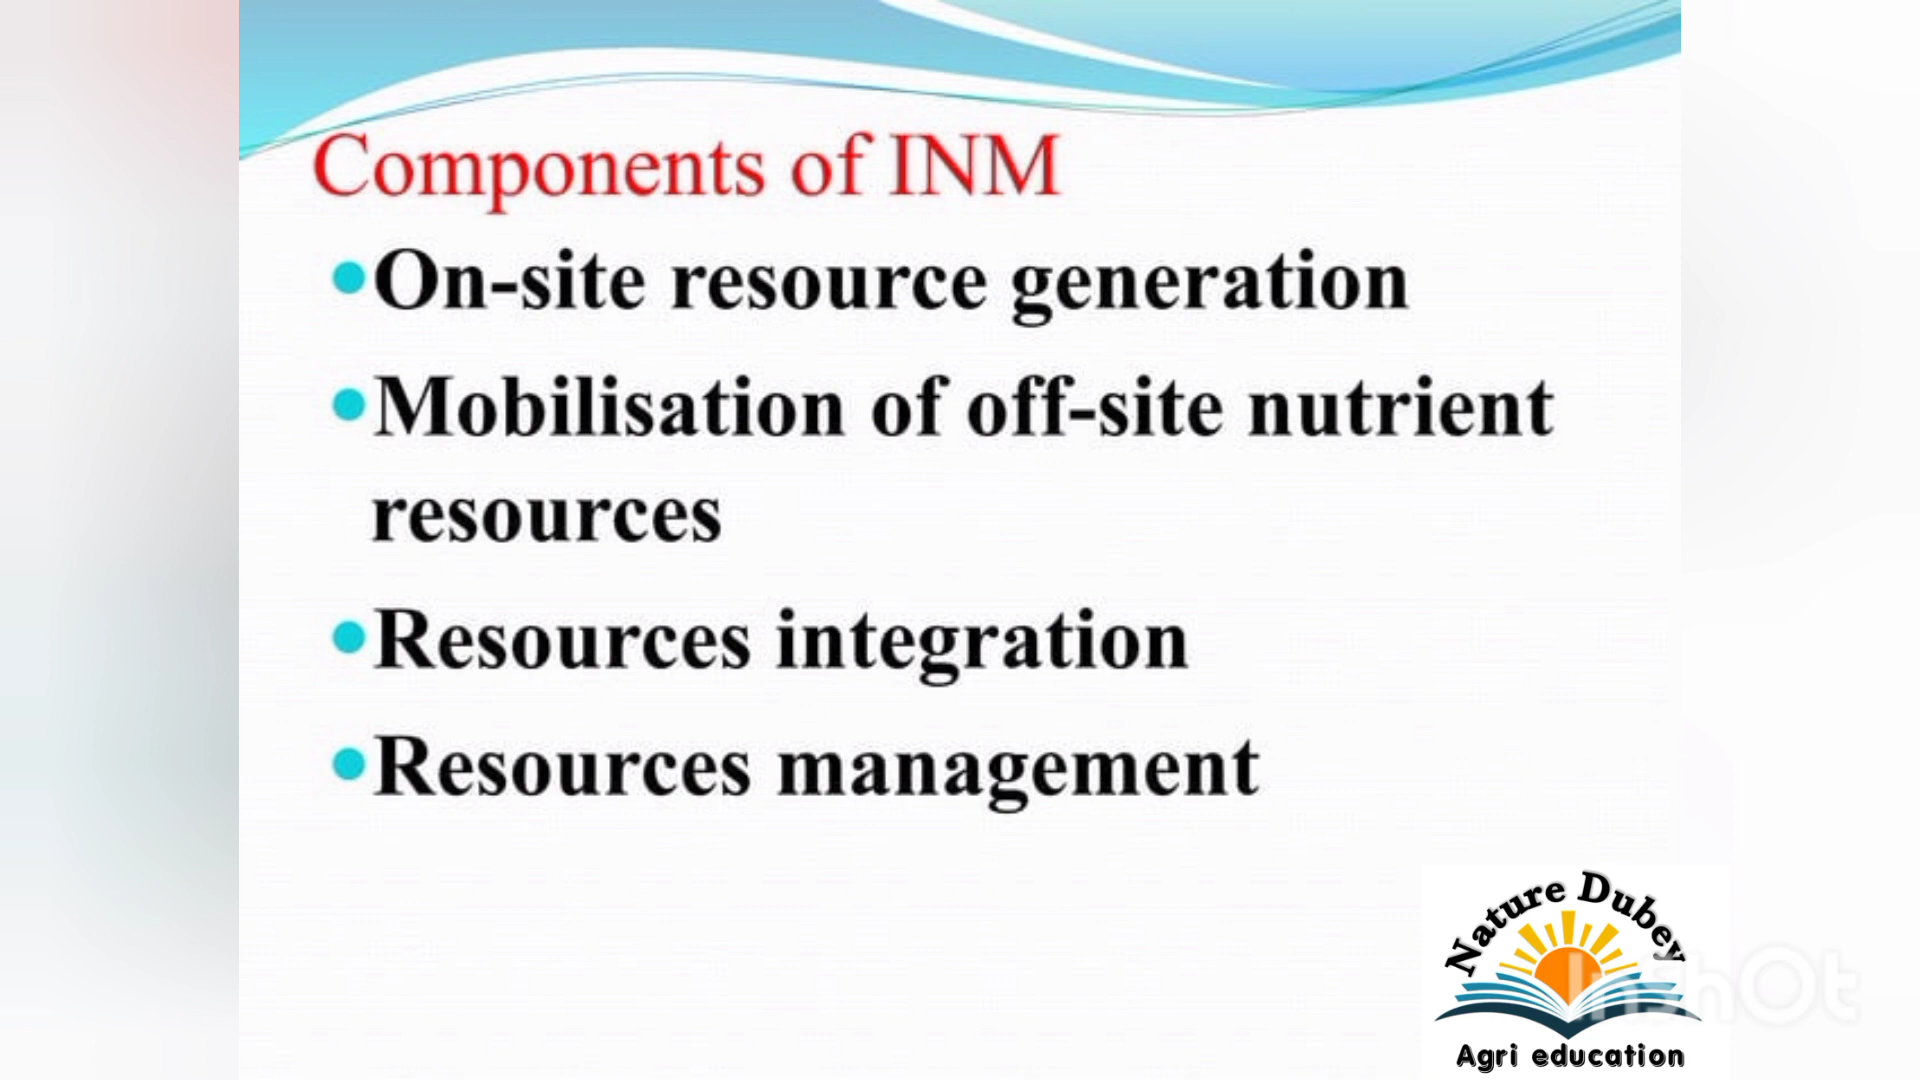 Components of INM
•On-site resource generation
•Mobilisation of off-site nutrient
resources
•Resources integration
•Resources management
Nature Dubey
InShOt
Agri education